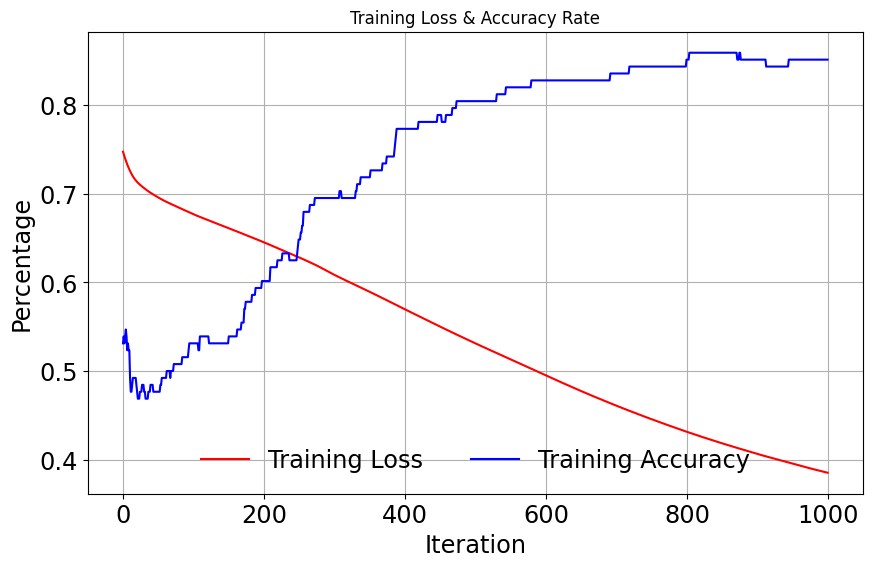 Training Loss & Accuracy Rate
Percentage
0.8
0.7
0.6
0.5
0.4
Training Loss
Training Accuracy
0 200 400 600 800 1000
Iteration